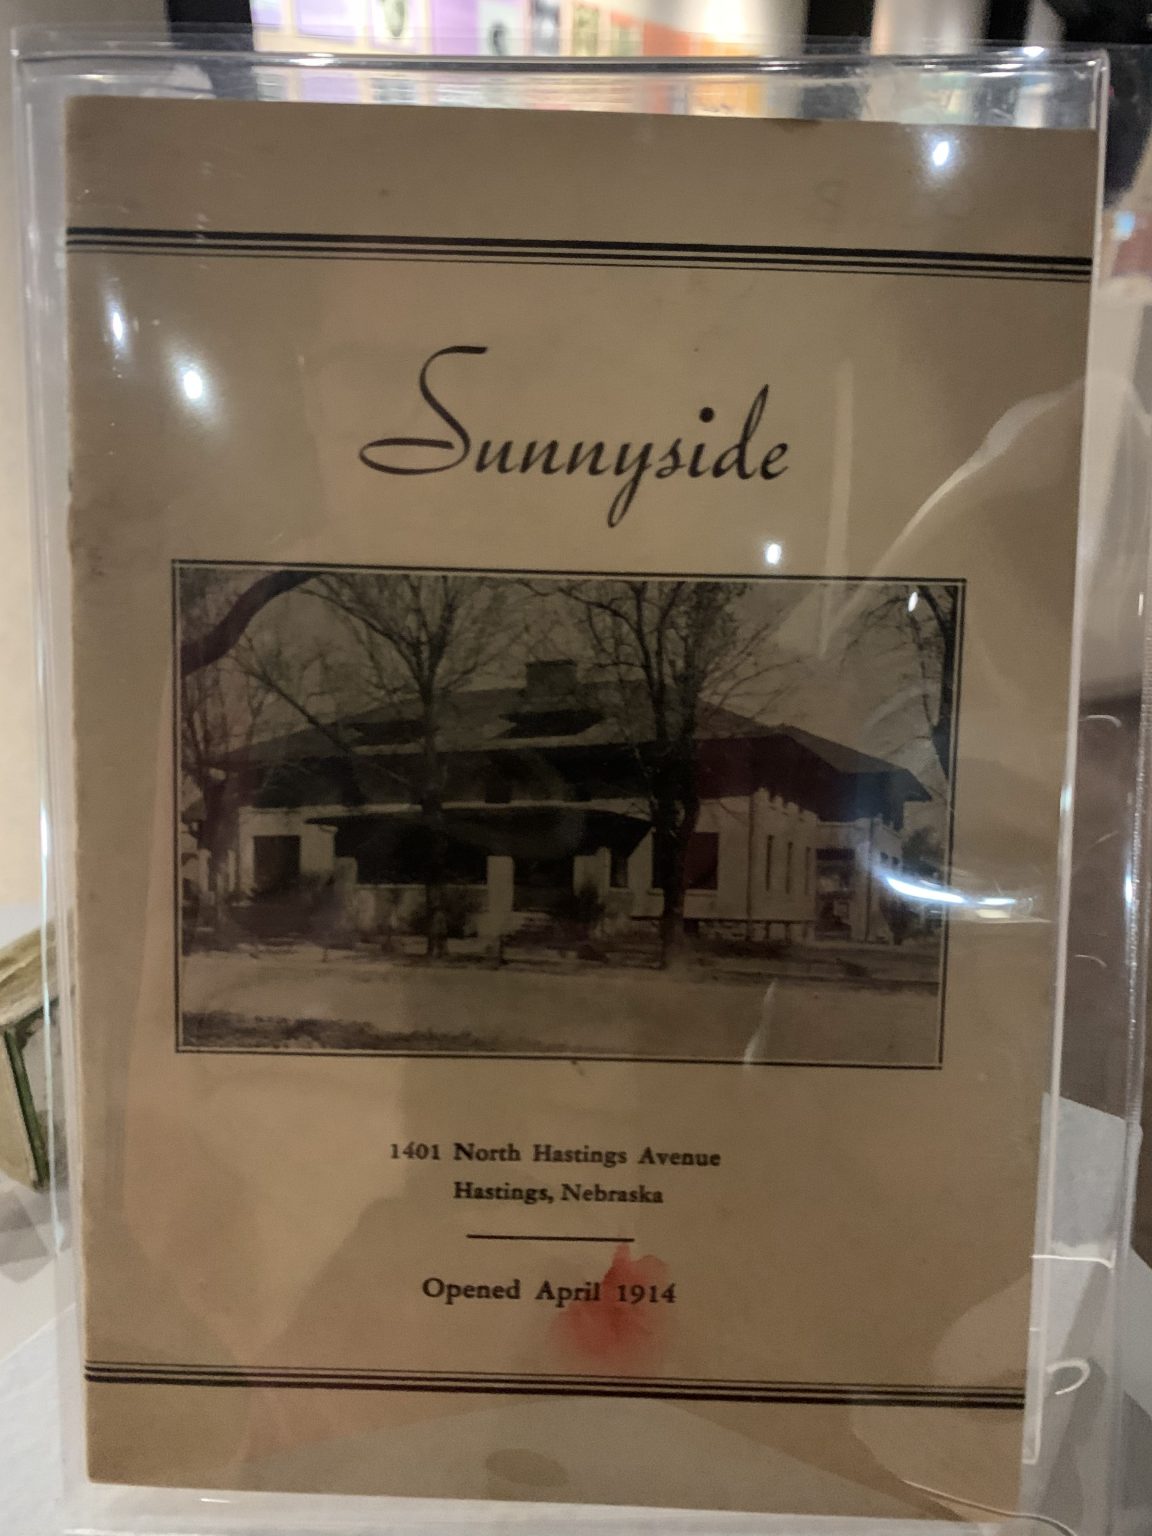 Sunnyside
1401 North Hastings Avenue
Hastings, Nebraska
Opened April 1914